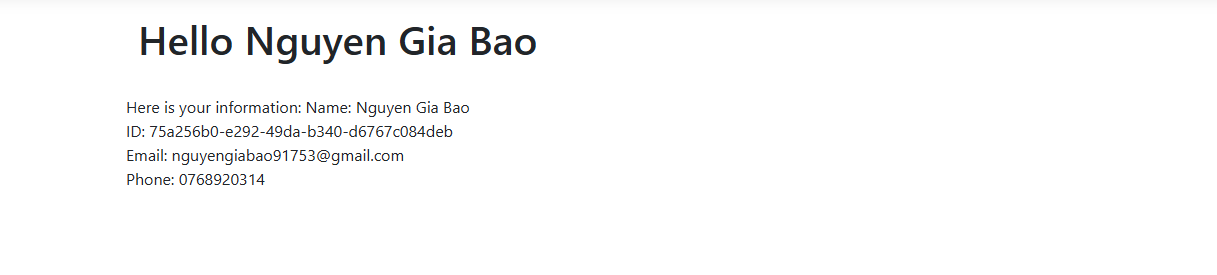 Hello Nguyen Gia Bao
Here is your information: Name: Nguyen Gia Bao
ID: 75a256b0-e292-49da-b340-d6767c084deb
Email: nguyengiabao91753@gmail.com
Phone: 0768920314